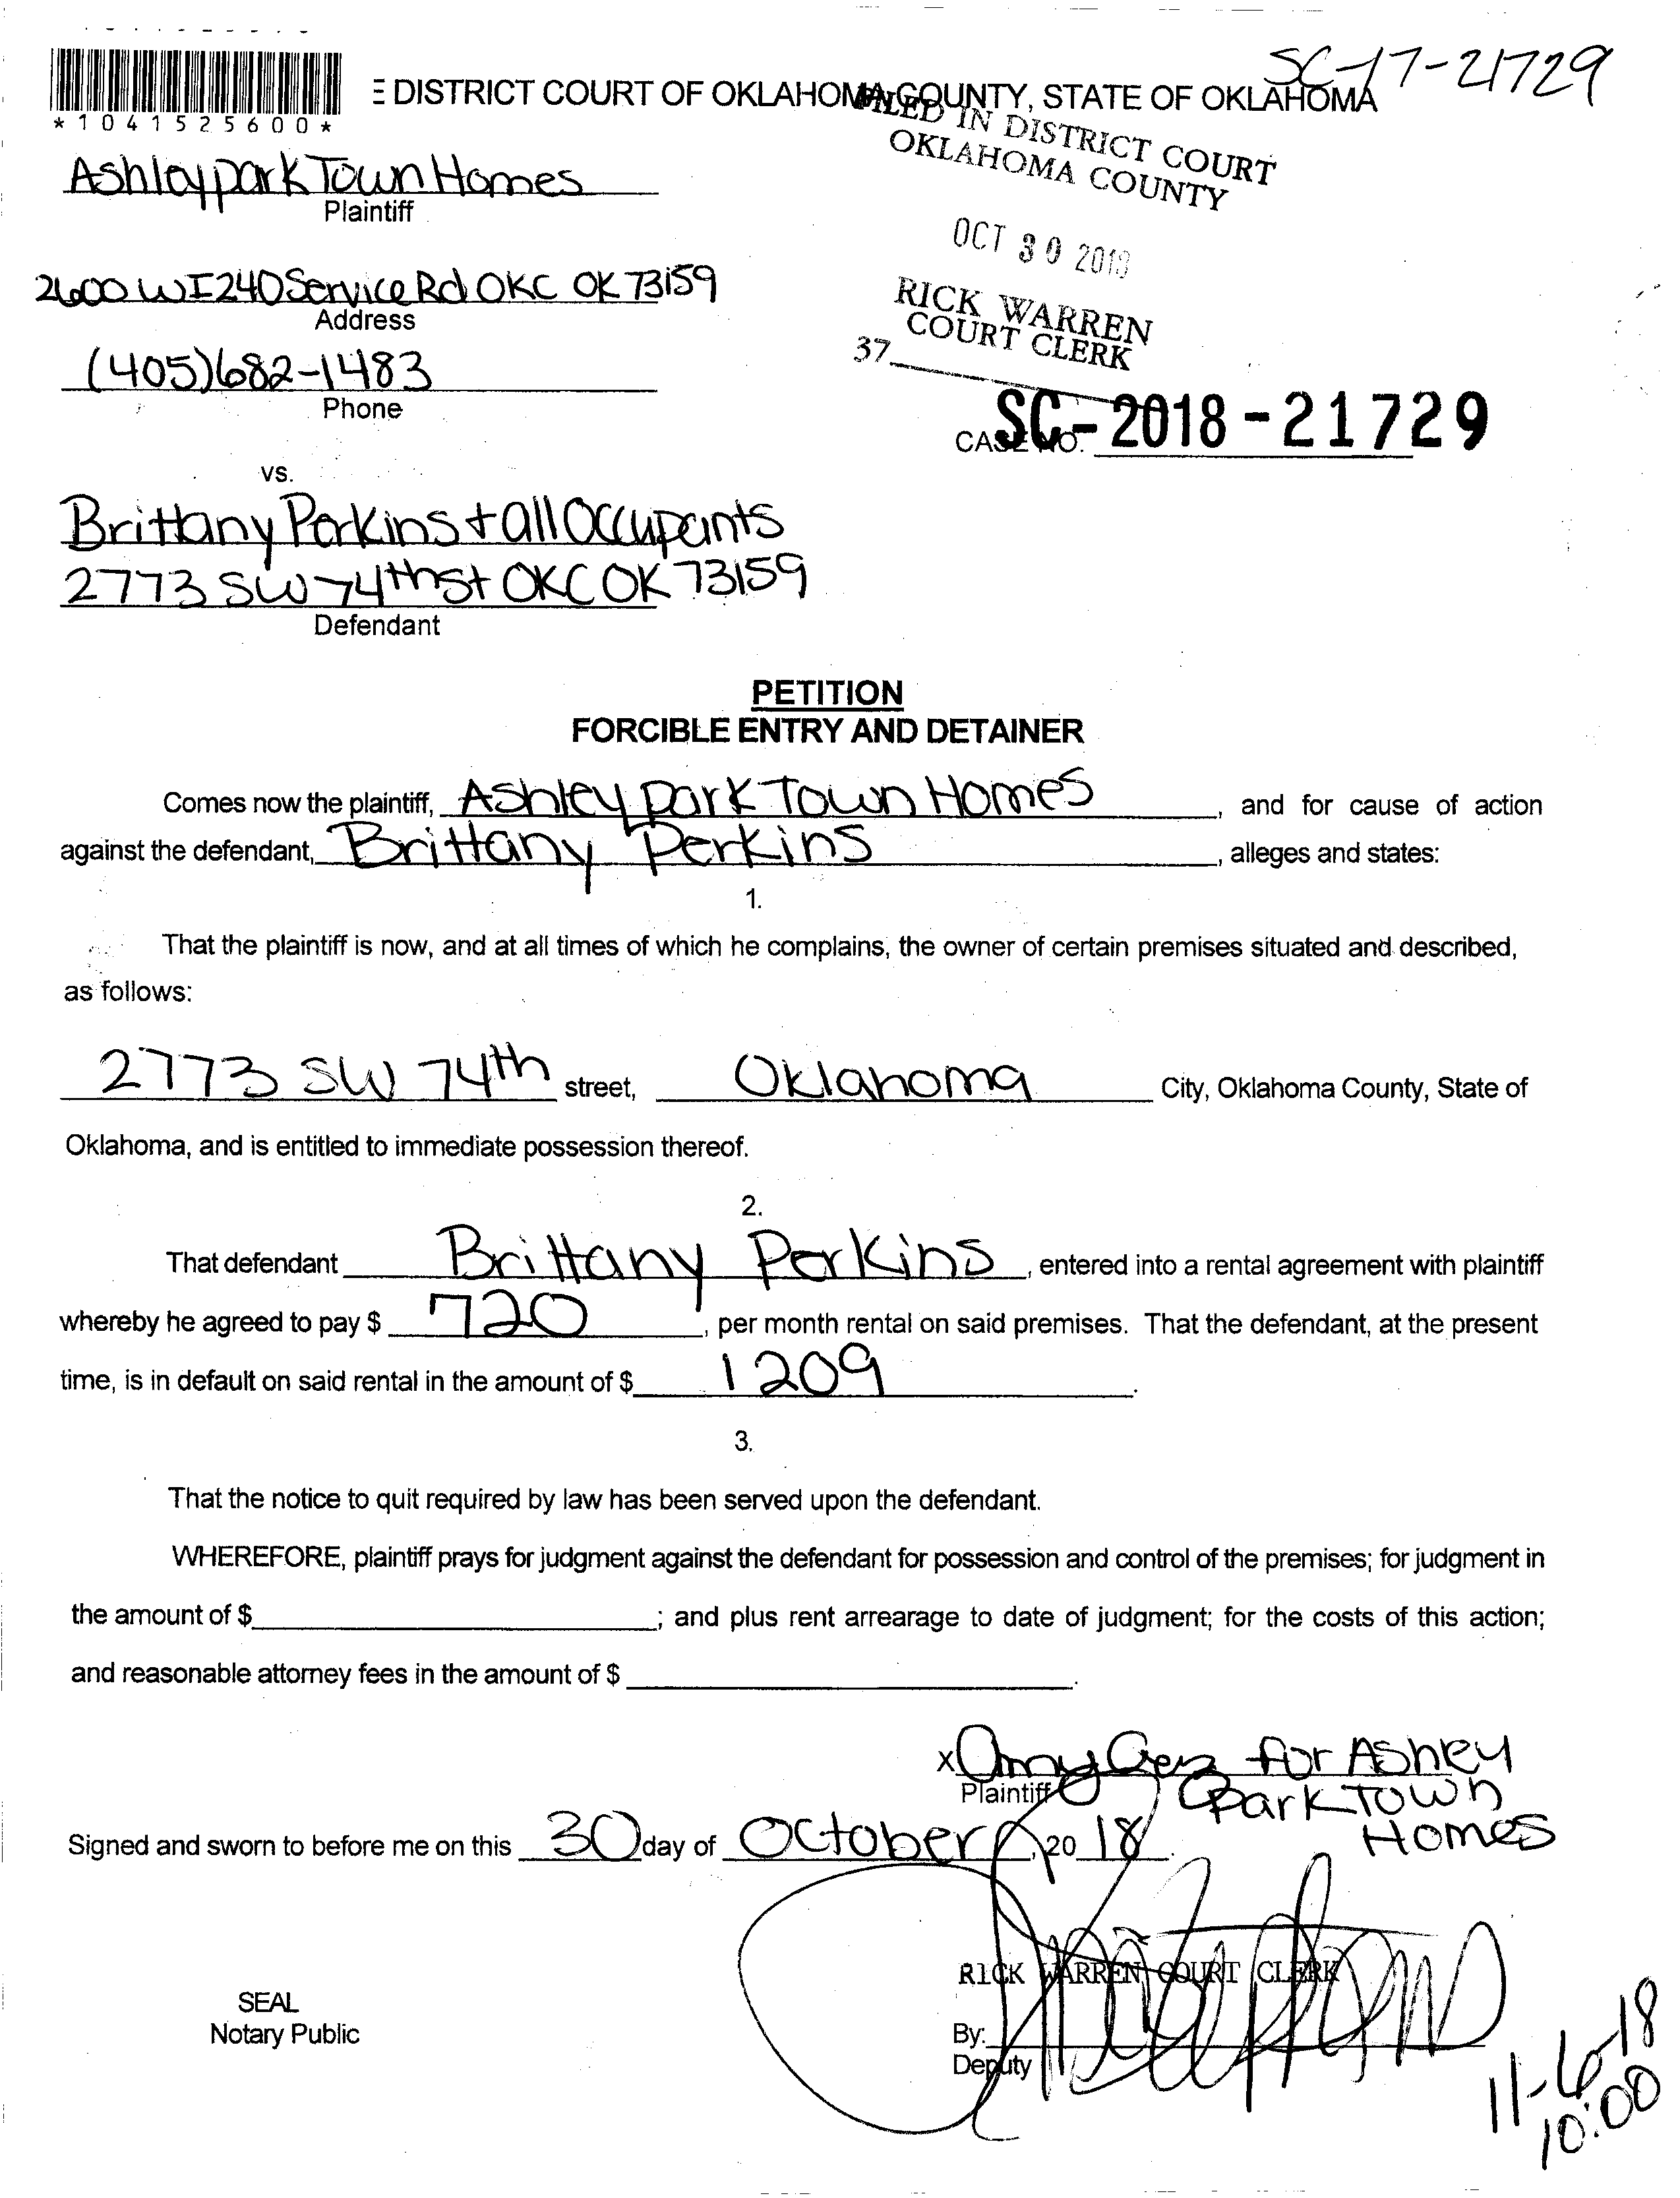 SC-17-21729
*1041525600*
E DISTRICT COURT OF OKLAHOMA COUNTY, STATE OF OKLAHOMA
FILED IN DISTRICT COURT
OKLAHOMA COUNTY
Ashley park Town Homes
Plaintiff
OCT 30 2018
2600 W I 240 Service Rd OKC OK 73159
Address
RICK WARREN
COURT CLERK
37
(405)682-1483
Phone
CASE NO. SC-2018-21729
vs.
Brittany Perkins + all Occupants
2773 SW 74th St OKC OK 73159
Defendant
PETITION
FORCIBLE ENTRY AND DETAINER
Comes now the plaintiff, Ashley park Town Homes, and for cause of action
against the defendant, Brittany Perkins, alleges and states:
1.
That the plaintiff is now, and at all times of which he complains, the owner of certain premises situated and described,
as follows:
2773 SW 74th street, Oklahoma City, Oklahoma County, State of
Oklahoma, and is entitled to immediate possession thereof.
2.
That defendant Brittany Perkins, entered into a rental agreement with plaintiff
whereby he agreed to pay $ 720, per month rental on said premises. That the defendant, at the present
time, is in default on said rental in the amount of $ 1209.
3.
That the notice to quit required by law has been served upon the defendant.
WHEREFORE, plaintiff prays for judgment against the defendant for possession and control of the premises; for judgment in
the amount of $ ; and plus rent arrearage to date of judgment; for the costs of this action;
and reasonable attorney fees in the amount of $ .
X Amy for Ashley
Plaintiff Park Town
Homes
Signed and sworn to before me on this 30 day of October, 20 18.
RICK WARREN COURT CLERK
SEAL
Notary Public
By:
Deputy
11-6-18
10:00